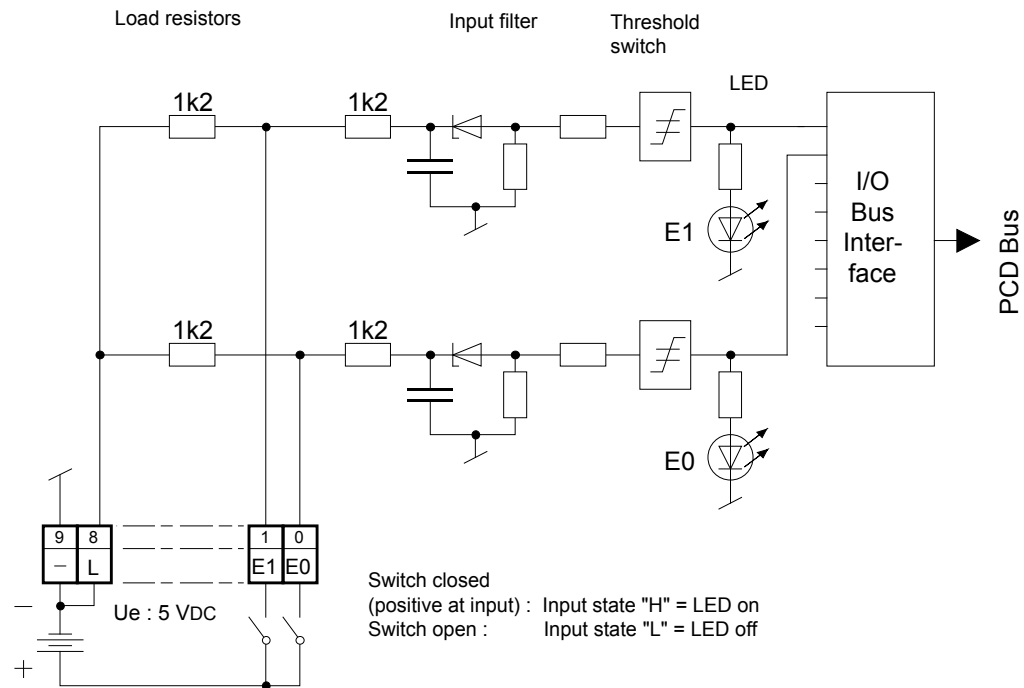 Load resistors
Input filter
Threshold
switch
LED
1k2
1k2
I/O
Bus
Inter-
face
PCD Bus
E1
1k2
1k2
E0
9
8
1
0
–
L
E1
E0
–
+
Ue : 5 VDC
Switch closed
(positive at input) : Input state "H" = LED on
Switch open : Input state "L" = LED off